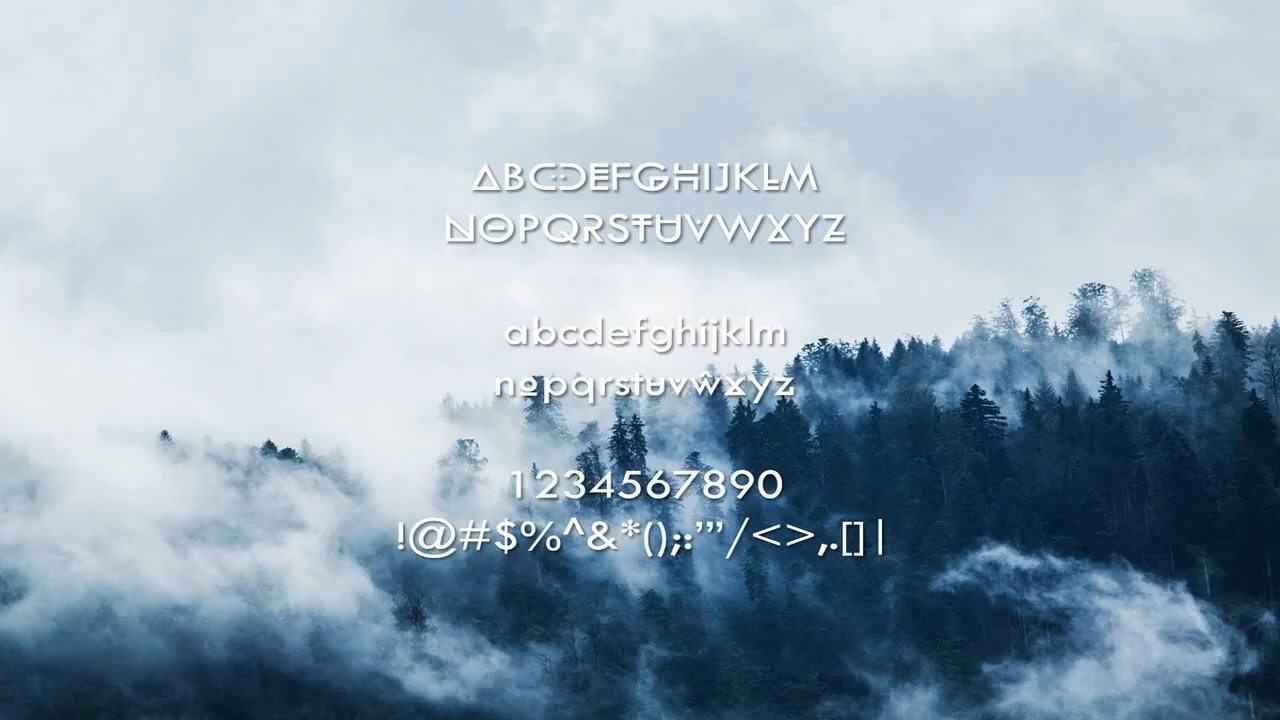 ABCDEFGHIJKLM
NOPQRSTUVWXYZ
abcdefghijklm
nopqrstuvwxyz
1234567890
!@#$%^&*();:'"/<>,.[]|